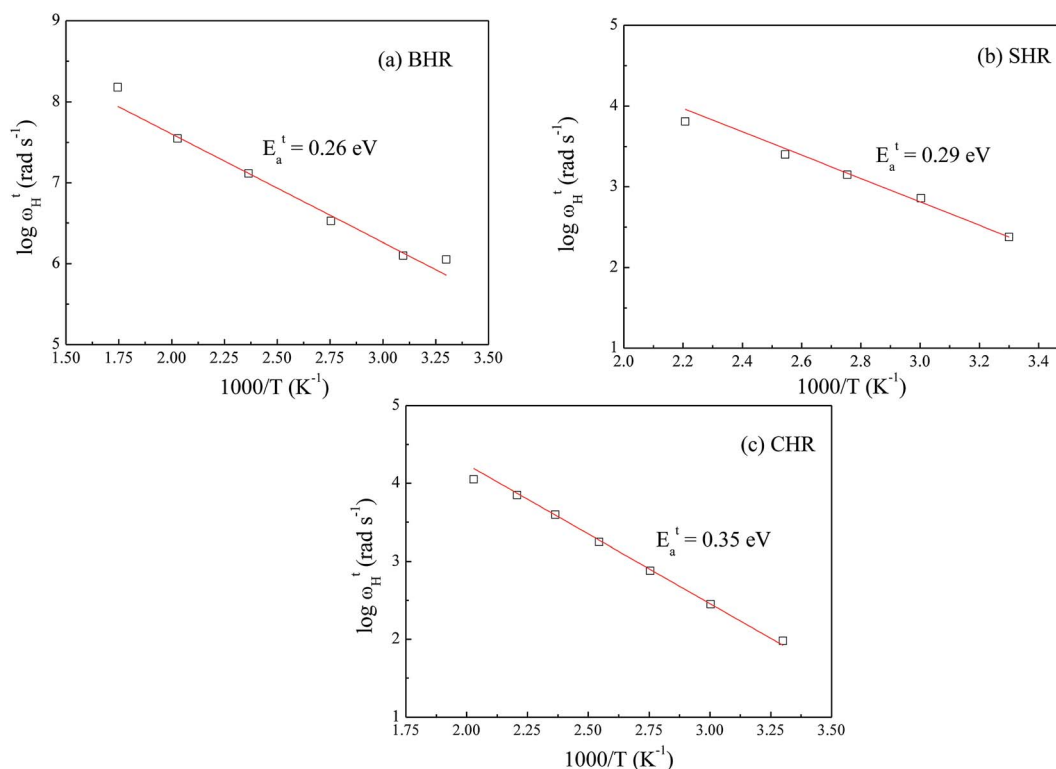 (a) BHR
E_a^t = 0.26 eV
log ω_H^t (rad s^-1)
9
8
7
6
5
1.50 1.75 2.00 2.25 2.50 2.75 3.00 3.25 3.50
1000/T (K^-1)
(b) SHR
E_a^t = 0.29 eV
log ω_H^t (rad s^-1)
5
4
3
2
1
2.0 2.2 2.4 2.6 2.8 3.0 3.2 3.4
1000/T (K^-1)
(c) CHR
E_a^t = 0.35 eV
log ω_H^t (rad s^-1)
5
4
3
2
1
1.75 2.00 2.25 2.50 2.75 3.00 3.25 3.50
1000/T (K^-1)